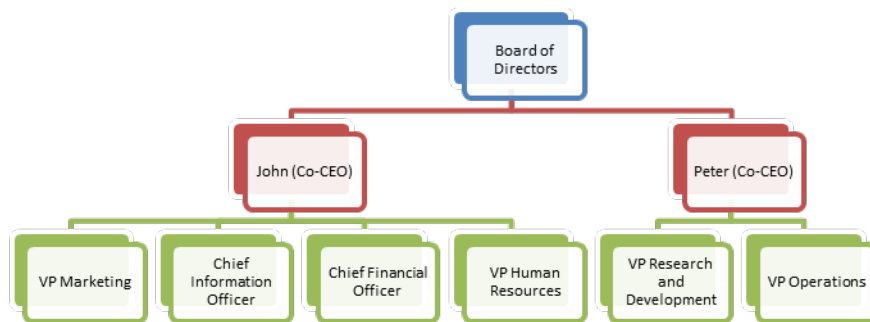 Board of
Directors
John (Co-CEO)
Peter (Co-CEO)
VP Marketing
Chief
Information
Officer
Chief Financial
Officer
VP Human
Resources
VP Research
and
Development
VP Operations